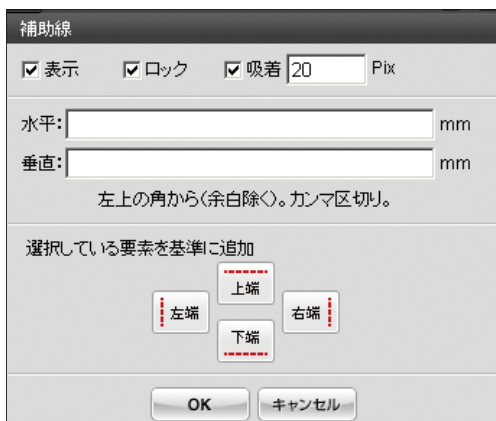 補助線
表示 ロック 吸着 20 Pix
水平: mm
垂直: mm
左上の角から(余白除く)。カンマ区切り。
選択している要素を基準に追加
上端
左端 右端
下端
OK キャンセル